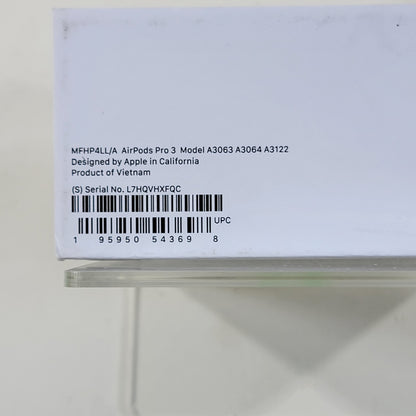 MFHP4LL/A AirPods Pro 3 Model A3063 A3064 A3122
Designed by Apple in California
Product of Vietnam
(S) Serial No. L7HQVHXFQC
UPC
1 95950 54369 8